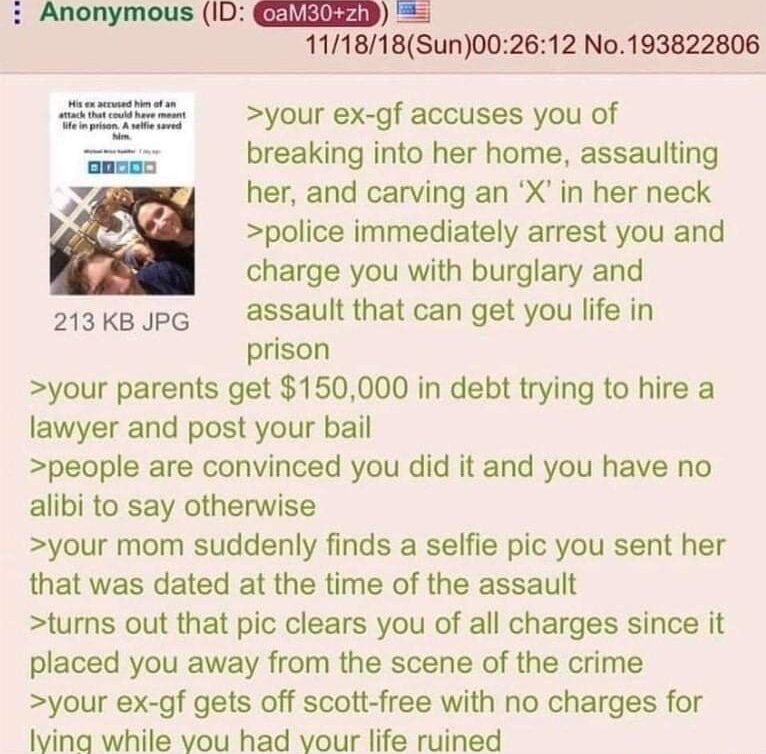 Anonymous (ID: oaM30+zh)
11/18/18(Sun)00:26:12 No.193822806
His ex accused him of an
attack that could have meant
life in prison. A selfie saved
him.
213 KB JPG
>your ex-gf accuses you of
breaking into her home, assaulting
her, and carving an ‘X’ in her neck
>police immediately arrest you and
charge you with burglary and
assault that can get you life in
prison
>your parents get $150,000 in debt trying to hire a
lawyer and post your bail
>people are convinced you did it and you have no
alibi to say otherwise
>your mom suddenly finds a selfie pic you sent her
that was dated at the time of the assault
>turns out that pic clears you of all charges since it
placed you away from the scene of the crime
>your ex-gf gets off scott-free with no charges for
lying while you had your life ruined